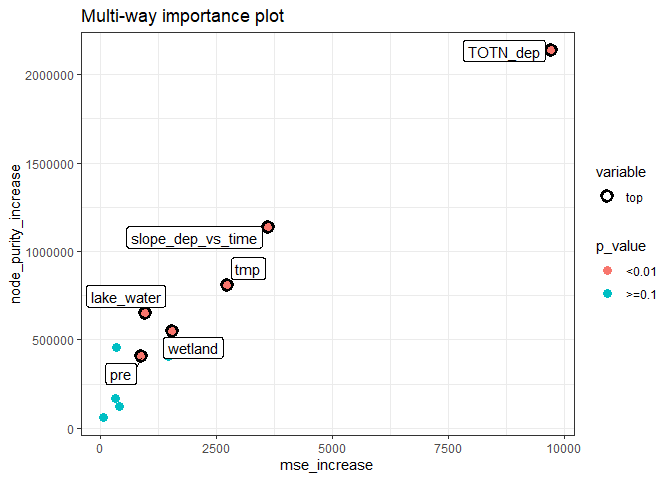 Multi-way importance plot
node_purity_increase
2000000
1500000
1000000
500000
0
TOTN_dep
slope_dep_vs_time
tmp
lake_water
wetland
pre
0
2500
5000
7500
10000
mse_increase
variable
top
p_value
<0.01
>=0.1